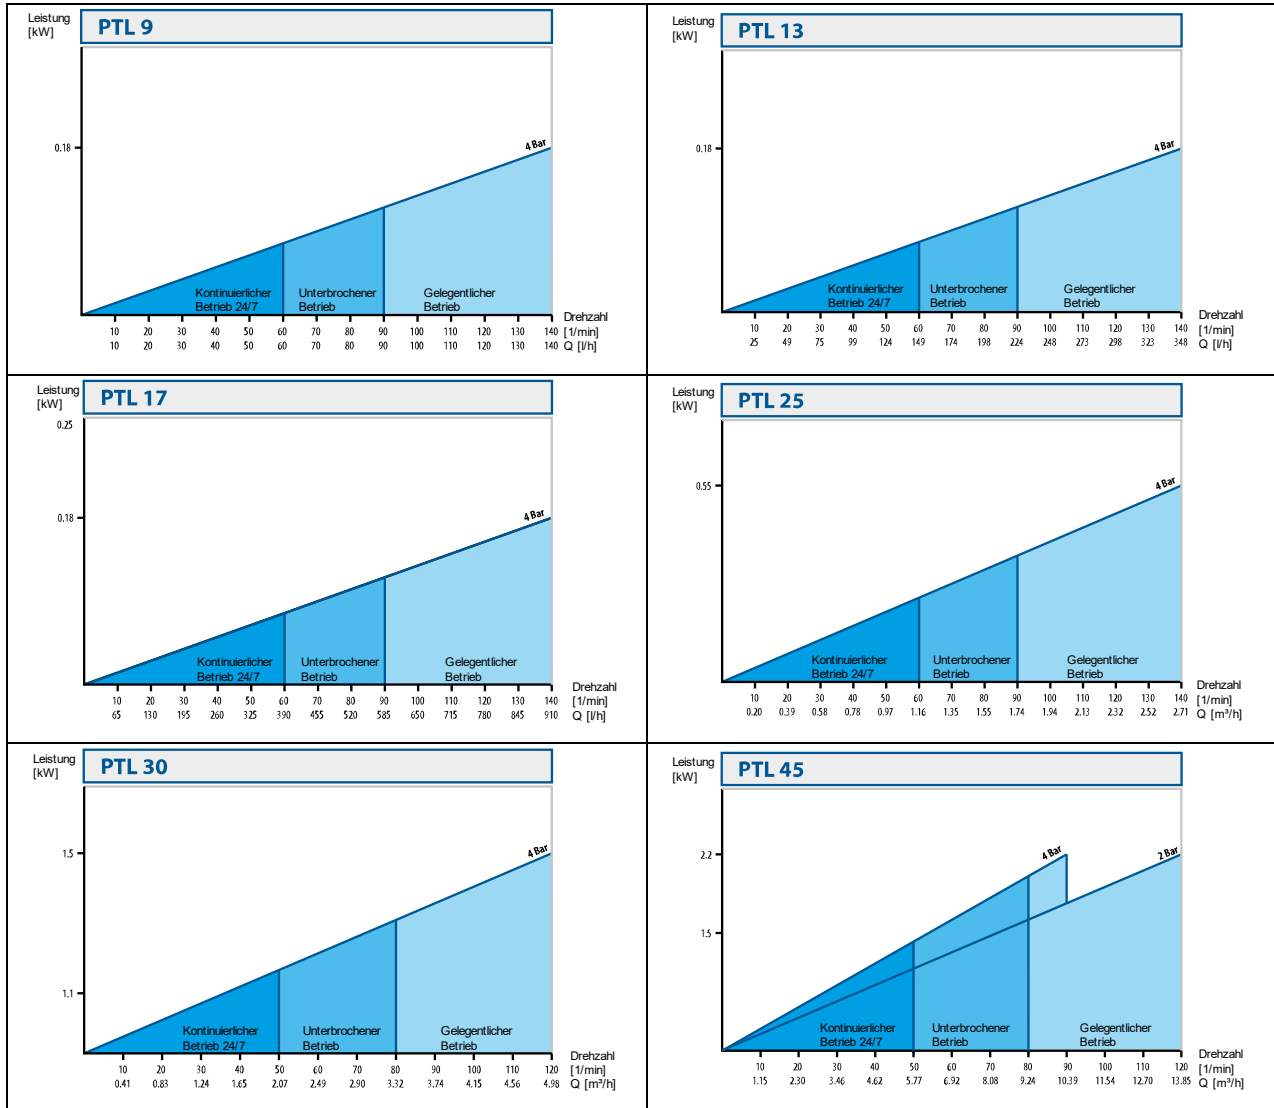 Leistung
[kW]
PTL 9
0.18
4 Bar
Kontinuierlicher
Betrieb 24/7
Unterbrochener
Betrieb
Gelegentlicher
Betrieb
Drehzahl
10 20 30 40 50 60 70 80 90 100 110 120 130 140 [1/min]
10 20 30 40 50 60 70 80 90 100 110 120 130 140 Q [l/h]
Leistung
[kW]
PTL 13
0.18
4 Bar
Kontinuierlicher
Betrieb 24/7
Unterbrochener
Betrieb
Gelegentlicher
Betrieb
Drehzahl
10 20 30 40 50 60 70 80 90 100 110 120 130 140 [1/min]
25 49 75 99 124 149 174 198 224 248 273 298 323 348 Q [l/h]
Leistung
[kW]
PTL 17
0.25
0.18
4 Bar
Kontinuierlicher
Betrieb 24/7
Unterbrochener
Betrieb
Gelegentlicher
Betrieb
Drehzahl
10 20 30 40 50 60 70 80 90 100 110 120 130 140 [1/min]
65 130 195 260 325 390 455 520 585 650 715 780 845 910 Q [l/h]
Leistung
[kW]
PTL 25
0.55
4 Bar
Kontinuierlicher
Betrieb 24/7
Unterbrochener
Betrieb
Gelegentlicher
Betrieb
Drehzahl
10 20 30 40 50 60 70 80 90 100 110 120 130 140 [1/min]
0.20 0.39 0.58 0.78 0.97 1.16 1.35 1.55 1.74 1.94 2.13 2.32 2.52 2.71 Q [m³/h]
Leistung
[kW]
PTL 30
1.5
1.1
4 Bar
Kontinuierlicher
Betrieb 24/7
Unterbrochener
Betrieb
Gelegentlicher
Betrieb
Drehzahl
10 20 30 40 50 60 70 80 90 100 110 120 [1/min]
0.41 0.83 1.24 1.65 2.07 2.49 2.90 3.32 3.74 4.15 4.56 4.98 Q [m³/h]
Leistung
[kW]
PTL 45
2.2
1.5
4 Bar
2 Bar
Kontinuierlicher
Betrieb 24/7
Unterbrochener
Betrieb
Gelegentlicher
Betrieb
Drehzahl
10 20 30 40 50 60 70 80 90 100 110 120 [1/min]
1.15 2.30 3.46 4.62 5.77 6.92 8.08 9.24 10.39 11.54 12.70 13.85 Q [m³/h]